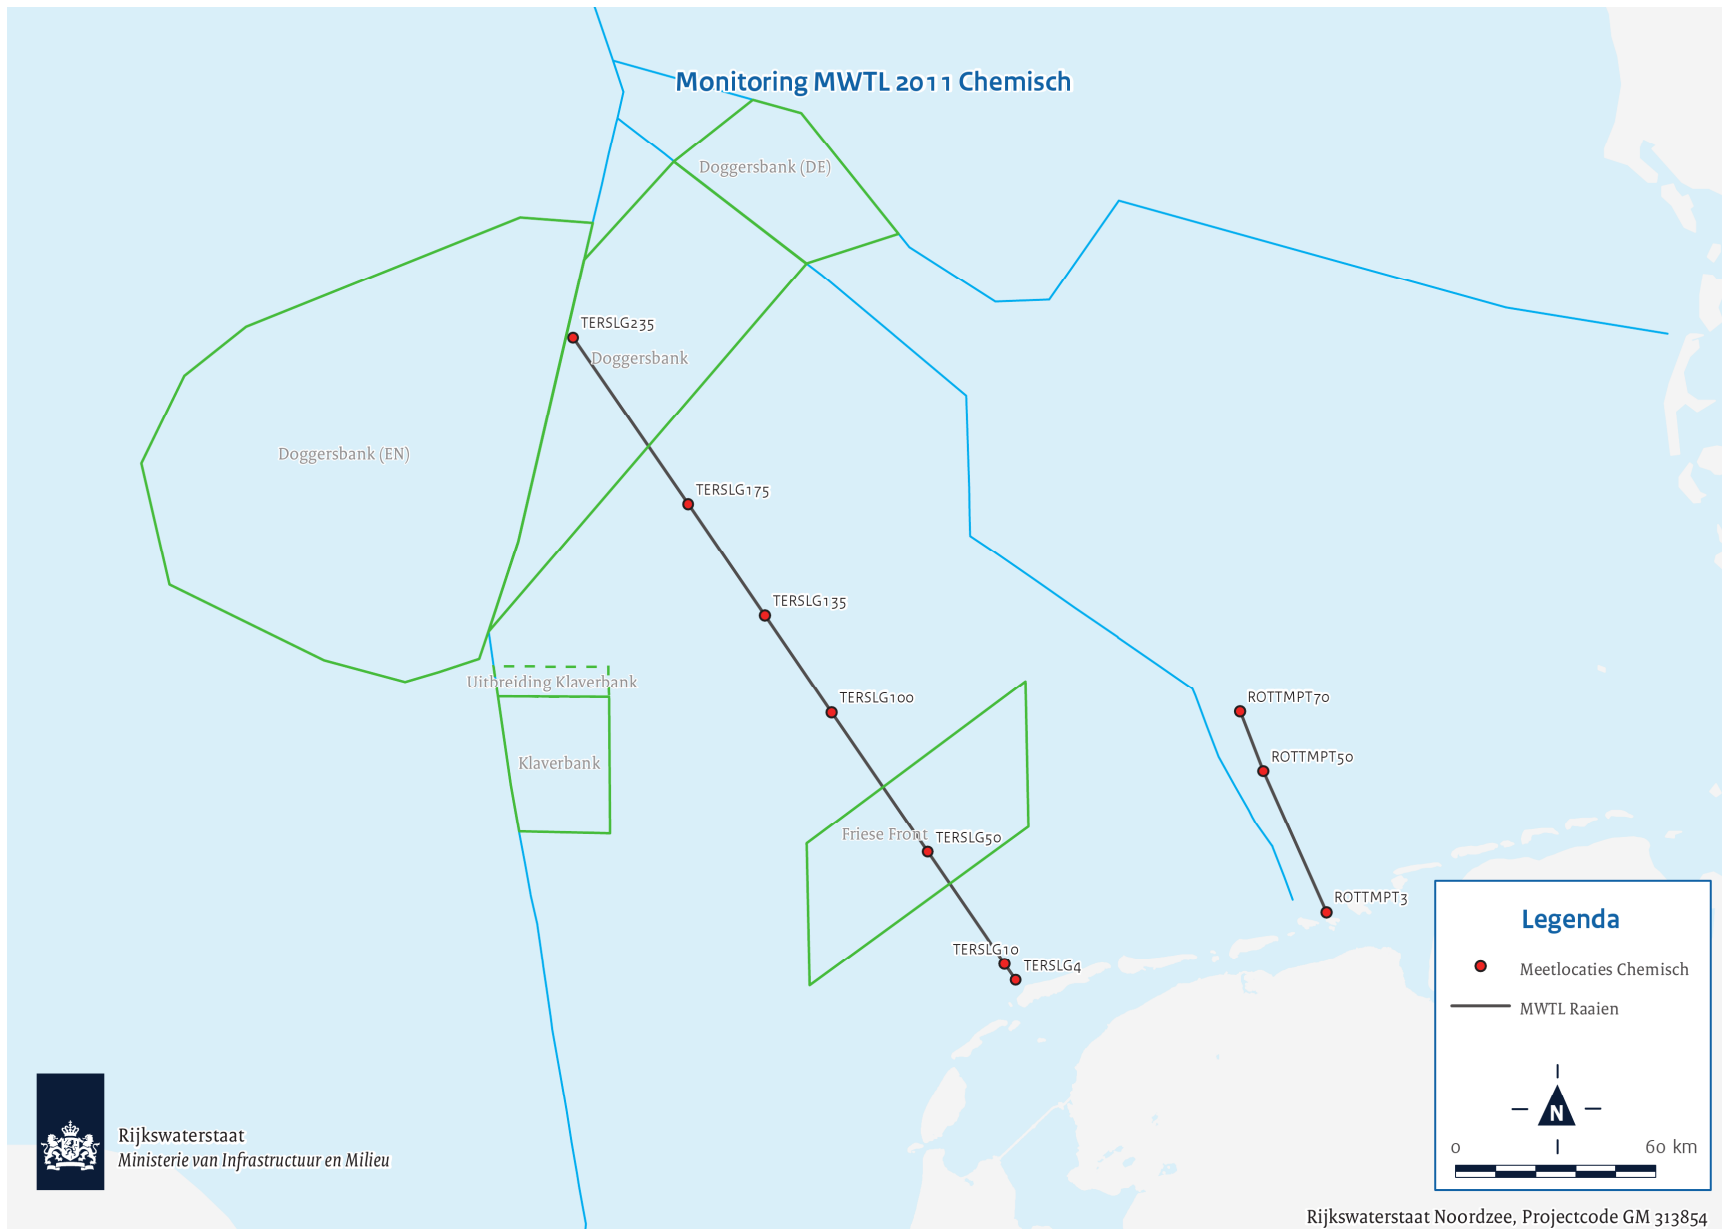 Monitoring MWTL 2011 Chemisch
Doggersbank (DE)
TERSLG235
Doggersbank
Doggersbank (EN)
TERSLG175
TERSLG135
Uitbreiding Klaverbank
TERSLG100
ROTTMPT70
Klaverbank
ROTTMPT50
Friese Front
TERSLG50
ROTTMPT3
TERSLG10
TERSLG4
Legenda
Meetlocaties Chemisch
MWTL Raaien
N
0 60 km
Rijkswaterstaat
Ministerie van Infrastructuur en Milieu
Rijkswaterstaat Noordzee, Projectcode GM 313854